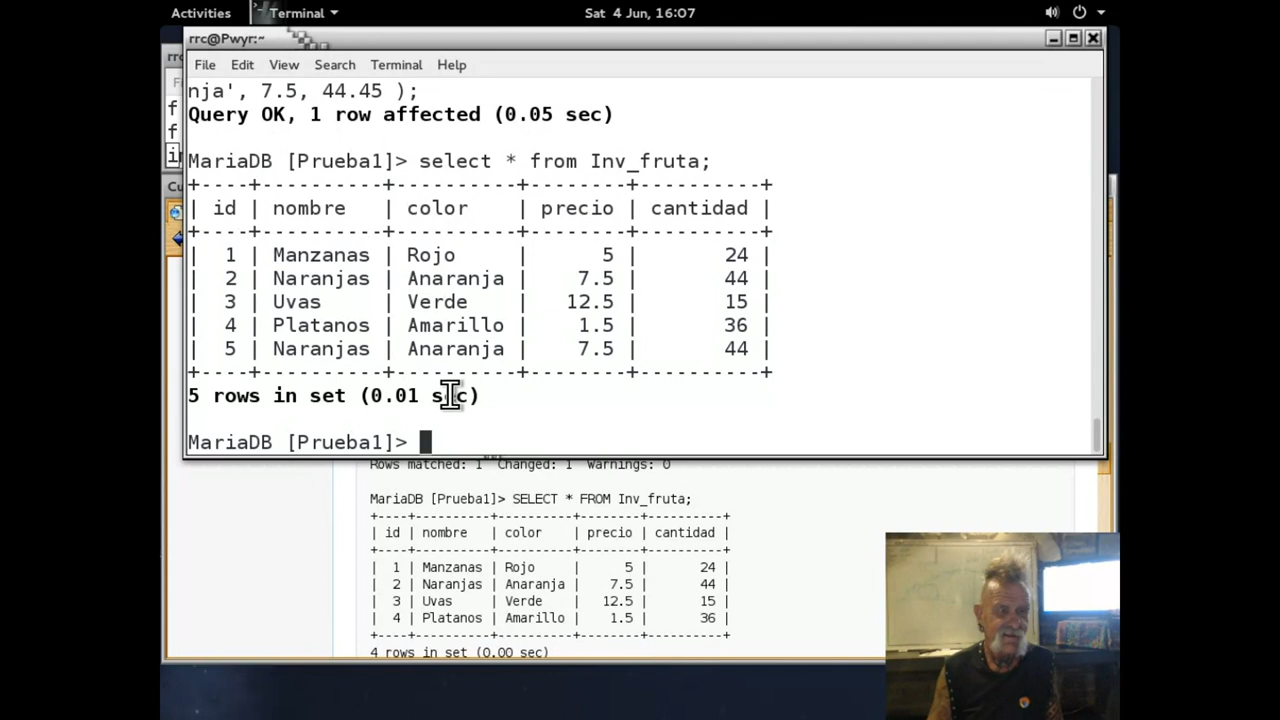 Activities Terminal Sat 4 Jun, 16:07
rrc@Pwyr:~
File Edit View Search Terminal Help
nja', 7.5, 44.45 );
Query OK, 1 row affected (0.05 sec)
MariaDB [Prueba1]> select * from Inv_fruta;
+----+----------+----------+--------+----------+
| id | nombre | color | precio | cantidad |
+----+----------+----------+--------+----------+
| 1 | Manzanas | Rojo | 5 | 24 |
| 2 | Naranjas | Anaranja | 7.5 | 44 |
| 3 | Uvas | Verde | 12.5 | 15 |
| 4 | Platanos | Amarillo | 1.5 | 36 |
| 5 | Naranjas | Anaranja | 7.5 | 44 |
+----+----------+----------+--------+----------+
5 rows in set (0.01 sec)
MariaDB [Prueba1]>
Rows matched: 1 Changed: 1 Warnings: 0
MariaDB [Prueba1]> SELECT * FROM Inv_fruta;
+----+----------+----------+--------+----------+
| id | nombre | color | precio | cantidad |
+----+----------+----------+--------+----------+
| 1 | Manzanas | Rojo | 5 | 24 |
| 2 | Naranjas | Anaranja | 7.5 | 44 |
| 3 | Uvas | Verde | 12.5 | 15 |
| 4 | Platanos | Amarillo | 1.5 | 36 |
+----+----------+----------+--------+----------+
4 rows in set (0.00 sec)